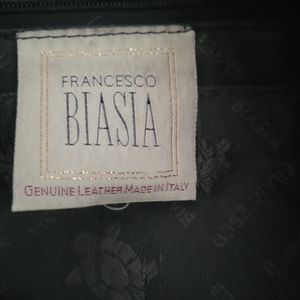 FRANCESCO
BIASIA
GENUINE LEATHER MADE IN ITALY